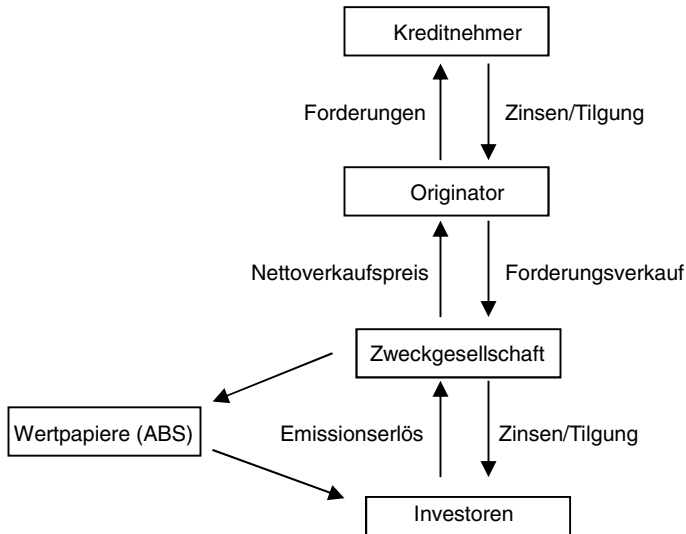 Kreditnehmer
Forderungen
Zinsen/Tilgung
Originator
Nettoverkaufspreis
Forderungsverkauf
Zweckgesellschaft
Wertpapiere (ABS)
Emissionserlös
Zinsen/Tilgung
Investoren